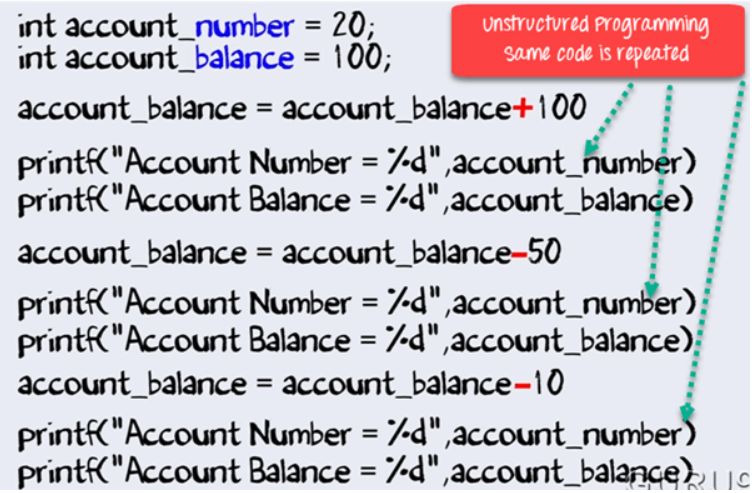 int account_number = 20;
int account_balance = 100;
Unstructured Programming
Same code is repeated
account_balance = account_balance+100
printf("Account Number = %d",account_number)
printf("Account Balance = %d",account_balance)
account_balance = account_balance-50
printf("Account Number = %d",account_number)
printf("Account Balance = %d",account_balance)
account_balance = account_balance-10
printf("Account Number = %d",account_number)
printf("Account Balance = %d",account_balance)